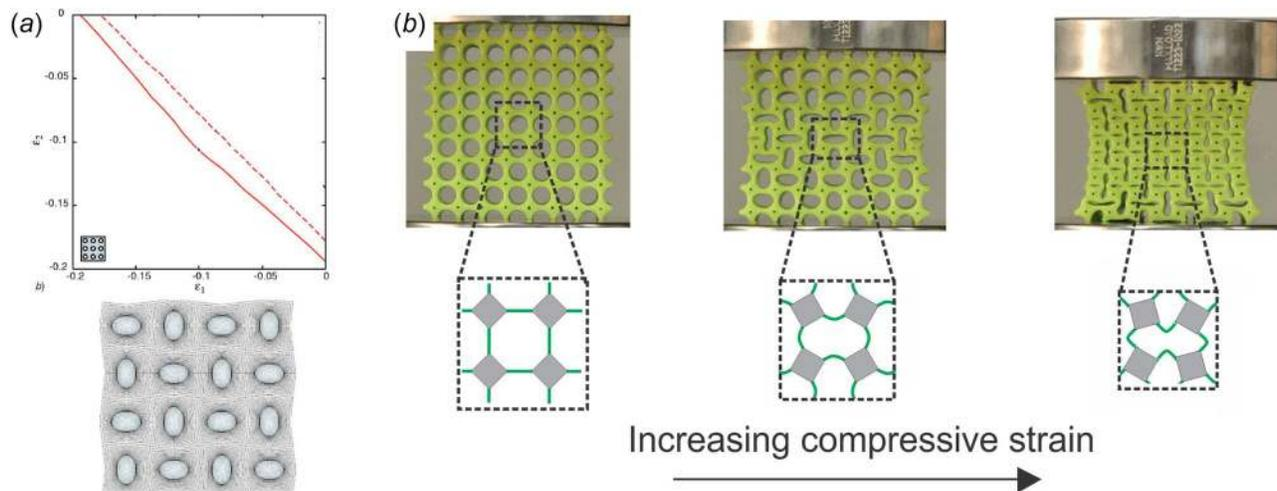 (a)
0
-0.05
-0.1
-0.15
-0.2
ε2
-0.2 -0.15 -0.1 -0.05 0
ε1
b)
(b)
Increasing compressive strain